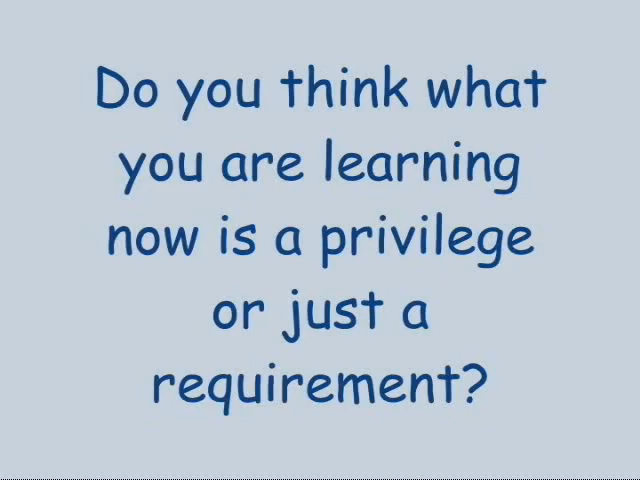 Do you think what
you are learning
now is a privilege
or just a
requirement?